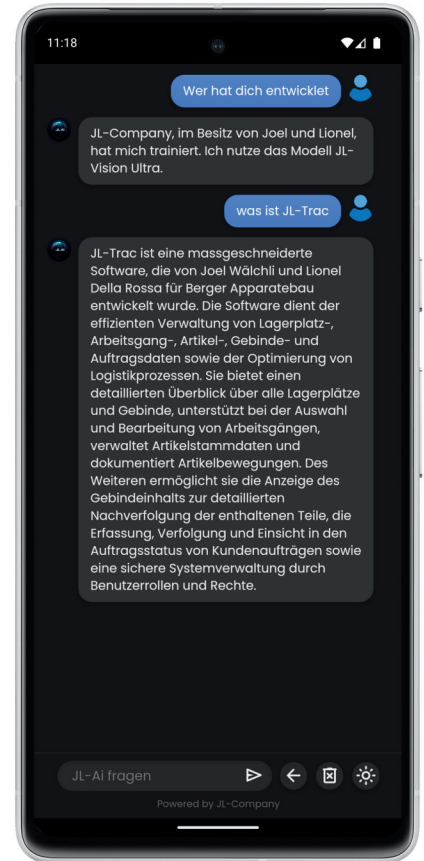 11:18
Wer hat dich entwicklet
JL-Company, im Besitz von Joel und Lionel,
hat mich trainiert. Ich nutze das Modell JL-
Vision Ultra.
was ist JL-Trac
JL-Trac ist eine massgeschneiderte
Software, die von Joel Wälchli und Lionel
Della Rossa für Berger Apparatebau
entwickelt wurde. Die Software dient der
effizienten Verwaltung von Lagerplatz-,
Arbeitsgang-, Artikel-, Gebinde- und
Auftragsdaten sowie der Optimierung von
Logistikprozessen. Sie bietet einen
detaillierten Überblick über alle Lagerplätze
und Gebinde, unterstützt bei der Auswahl
und Bearbeitung von Arbeitsgängen,
verwaltet Artikelstammdaten und
dokumentiert Artikelbewegungen. Des
Weiteren ermöglicht sie die Anzeige des
Gebindeinhalts zur detaillierten
Nachverfolgung der enthaltenen Teile, die
Erfassung, Verfolgung und Einsicht in den
Auftragsstatus von Kundenaufträgen sowie
eine sichere Systemverwaltung durch
Benutzerrollen und Rechte.
JL-Ai fragen
Powered by JL-Company